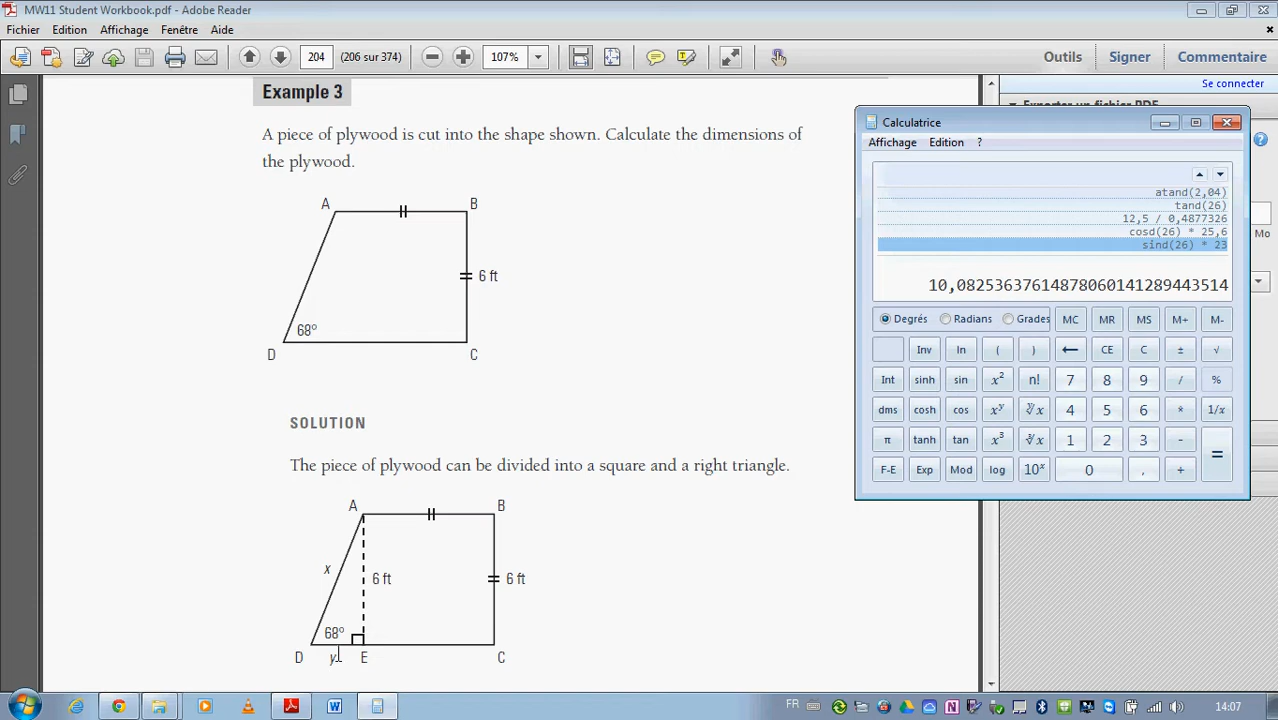 MW11 Student Workbook.pdf - Adobe Reader
Fichier Edition Affichage Fenêtre Aide
204 (206 sur 374) 107% Outils Signer Commentaire
Se connecter
Example 3
A piece of plywood is cut into the shape shown. Calculate the dimensions of
the plywood.
A B
6 ft
68°
D C
SOLUTION
The piece of plywood can be divided into a square and a right triangle.
A B
x 6 ft 6 ft
68°
D y E C
Exporter un fichier PDF
Mo
Calculatrice
Affichage Edition ?
atand(2,04)
tand(26)
12,5 / 0,4877326
cosd(26) * 25,6
sind(26) * 23
10,082536376148780601412894435​14
Degrés Radians Grades MC MR MS M+ M-
Inv ln ( ) ← CE C ± √
Int sinh sin x² n! 7 8 9 / %
dms cosh cos xʸ ʸ√x 4 5 6 * 1/x
π tanh tan x³ ³√x 1 2 3 - =
F-E Exp Mod log 10ˣ 0 , +
FR 14:07